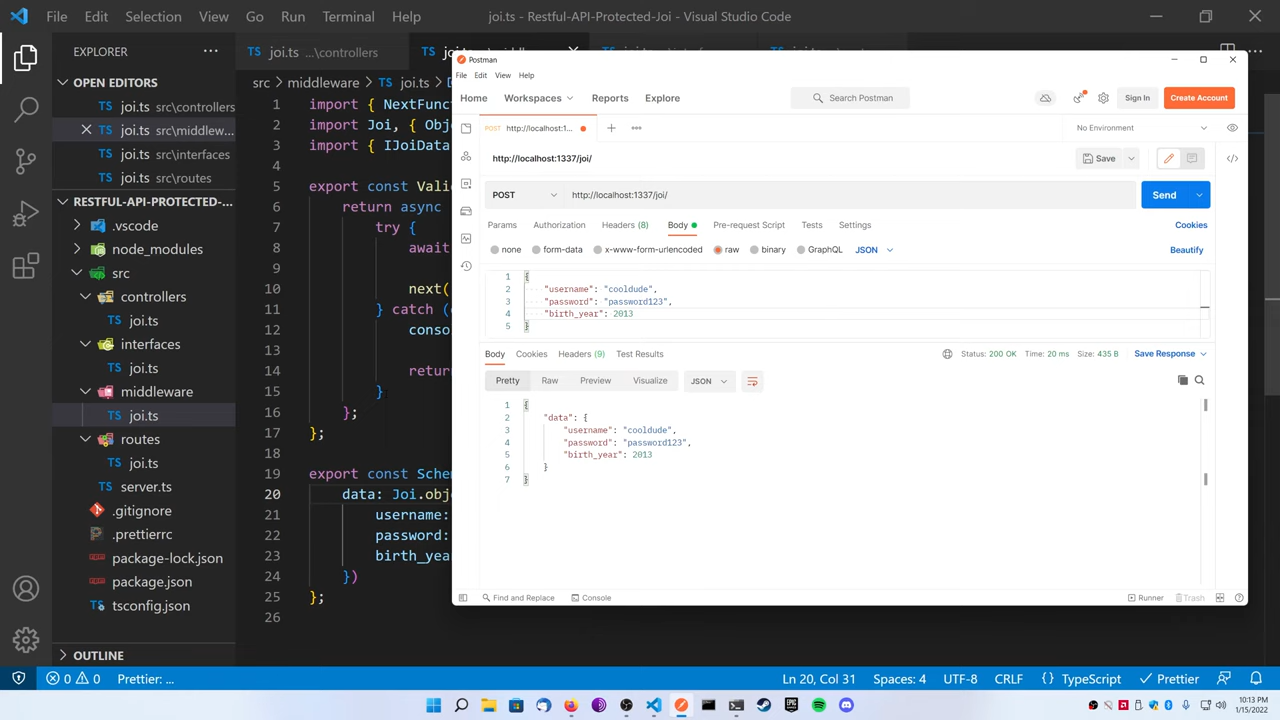 File Edit Selection View Go Run Terminal Help joi.ts - Restful-API-Protected-Joi - Visual Studio Code
EXPLORER
OPEN EDITORS
joi.ts src\controllers
joi.ts src\middlew...
joi.ts src\interfaces
joi.ts src\routes
RESTFUL-API-PROTECTED-...
.vscode
node_modules
src
controllers
joi.ts
interfaces
joi.ts
middleware
joi.ts
routes
joi.ts
server.ts
.gitignore
.prettierrc
package-lock.json
package.json
tsconfig.json
OUTLINE
joi.ts ...\controllers
src > middleware > joi.ts
1 import { NextFunc
2 import Joi, { Obj
3 import { IJoiData
4
5 export const Vali
6 return async
7 try {
8 await
9
10 next(
11 } catch (
12 conso
13
14 retur
15 }
16 };
17 };
18
19 export const Sche
20 data: Joi.obje
21 username:
22 password:
23 birth_yea
24 })
25 };
26
Postman
File Edit View Help
Home Workspaces Reports Explore Search Postman Sign In Create Account
POST http://localhost:1... No Environment
http://localhost:1337/joi/ Save
POST http://localhost:1337/joi/ Send
Params Authorization Headers (8) Body Pre-request Script Tests Settings Cookies
none form-data x-www-form-urlencoded raw binary GraphQL JSON Beautify
1 {
2 "username": "cooldude",
3 "password": "password123",
4 "birth_year": 2013
5 }
Body Cookies Headers (9) Test Results Status: 200 OK Time: 20 ms Size: 435 B Save Response
Pretty Raw Preview Visualize JSON
1 {
2 "data": {
3 "username": "cooldude",
4 "password": "password123",
5 "birth_year": 2013
6 }
7 }
Find and Replace Console Runner Trash
0 0 Prettier: ... Ln 20, Col 31 Spaces: 4 UTF-8 CRLF {} TypeScript Prettier
10:13 PM
1/15/2022